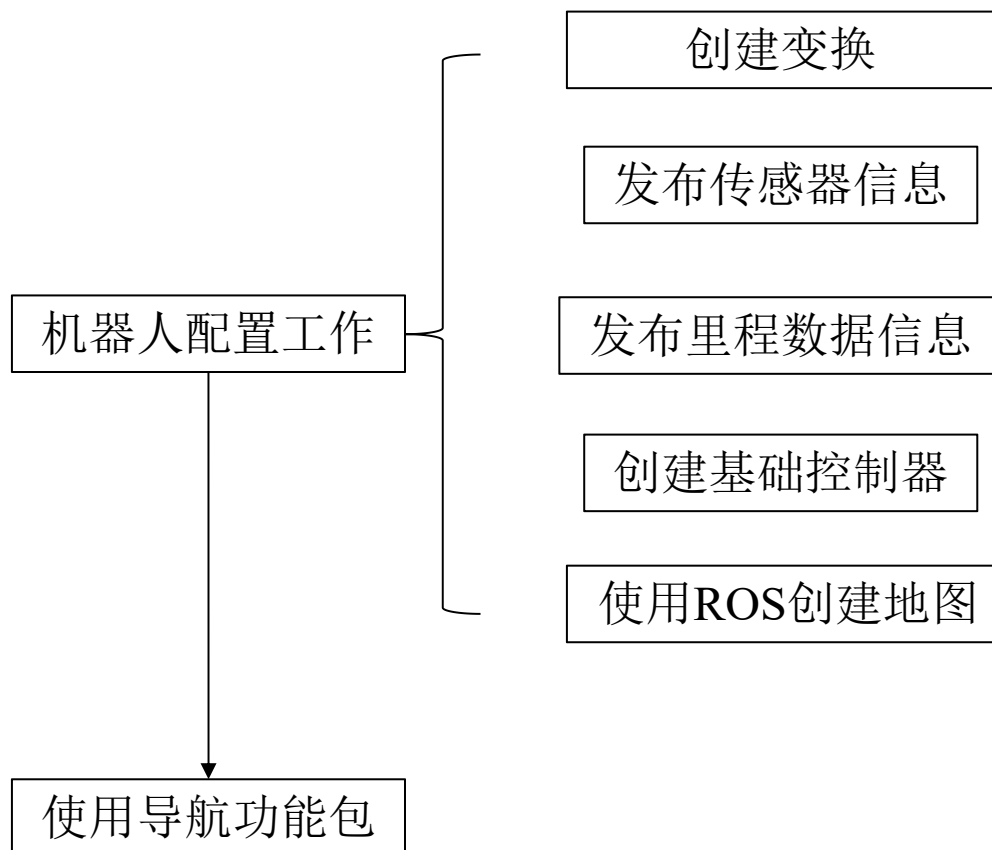 创建变换
发布传感器信息
机器人配置工作
发布里程数据信息
创建基础控制器
使用ROS创建地图
使用导航功能包